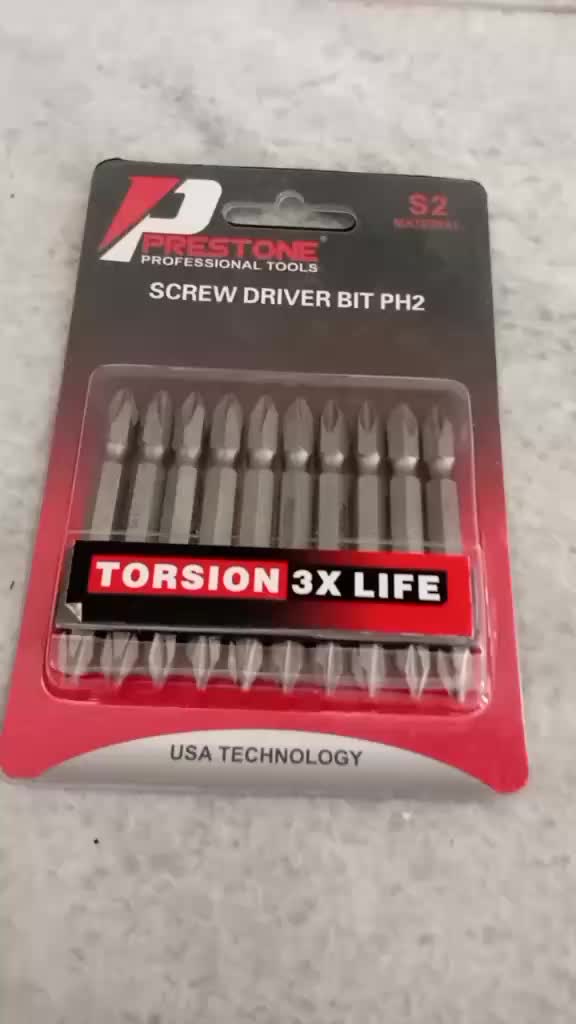 S2
MATERIAL
PRESTONE®
PROFESSIONAL TOOLS
SCREW DRIVER BIT PH2
TORSION 3X LIFE
USA TECHNOLOGY